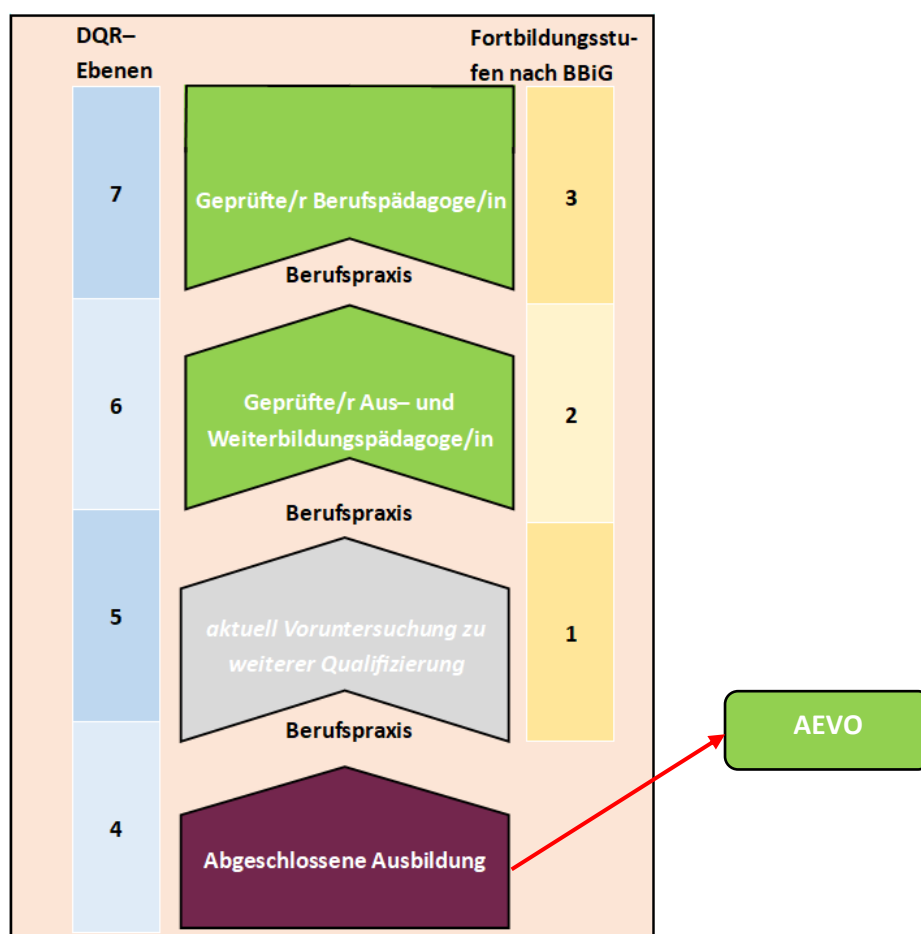 DQR–
Ebenen
Fortbildungsstu-
fen nach BBiG
7
Geprüfte/r Berufspädagoge/in
3
Berufspraxis
6
Geprüfte/r Aus– und
Weiterbildungspädagoge/in
2
Berufspraxis
5
aktuell Voruntersuchung zu
weiterer Qualifizierung
1
Berufspraxis
AEVO
4
Abgeschlossene Ausbildung